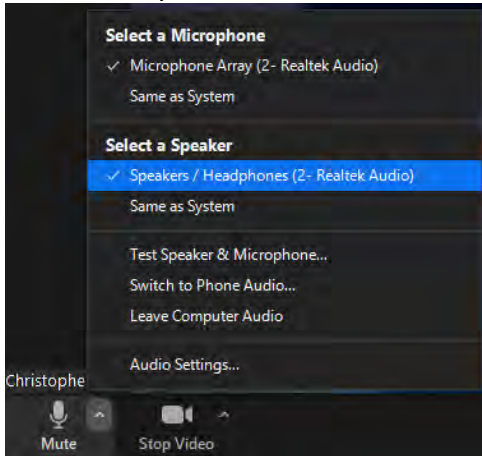 Select a Microphone
Microphone Array (2- Realtek Audio)
Same as System
Select a Speaker
Speakers / Headphones (2- Realtek Audio)
Same as System
Test Speaker & Microphone...
Switch to Phone Audio...
Leave Computer Audio
Audio Settings...
Christophe
Mute
Stop Video